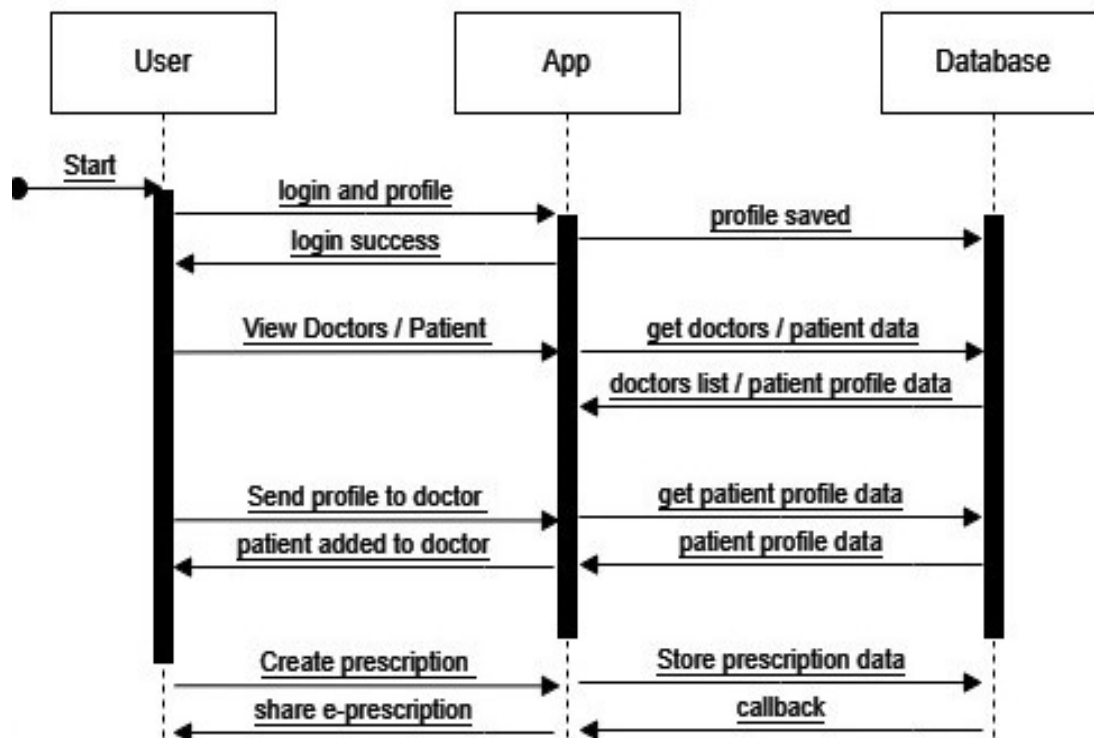 User
App
Database
Start
login and profile
profile saved
login success
View Doctors / Patient
get doctors / patient data
doctors list / patient profile data
Send profile to doctor
get patient profile data
patient added to doctor
patient profile data
Create prescription
Store prescription data
share e-prescription
callback